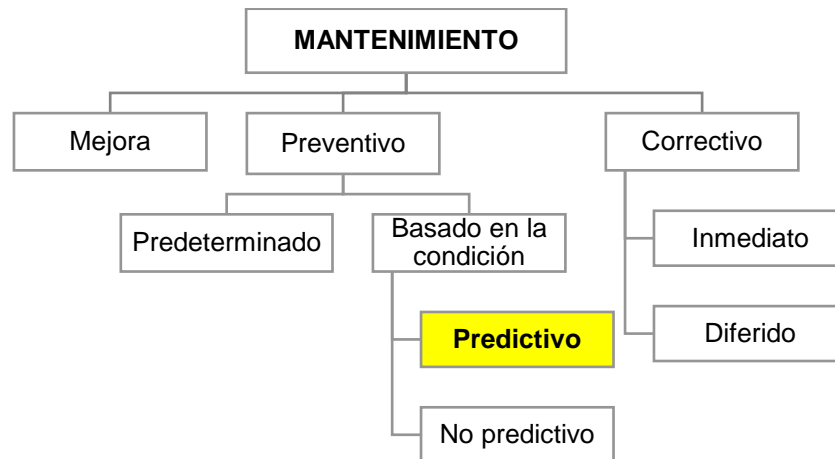 MANTENIMIENTO
Mejora
Preventivo
Correctivo
Predeterminado
Basado en la
condición
Inmediato
Predictivo
Diferido
No predictivo